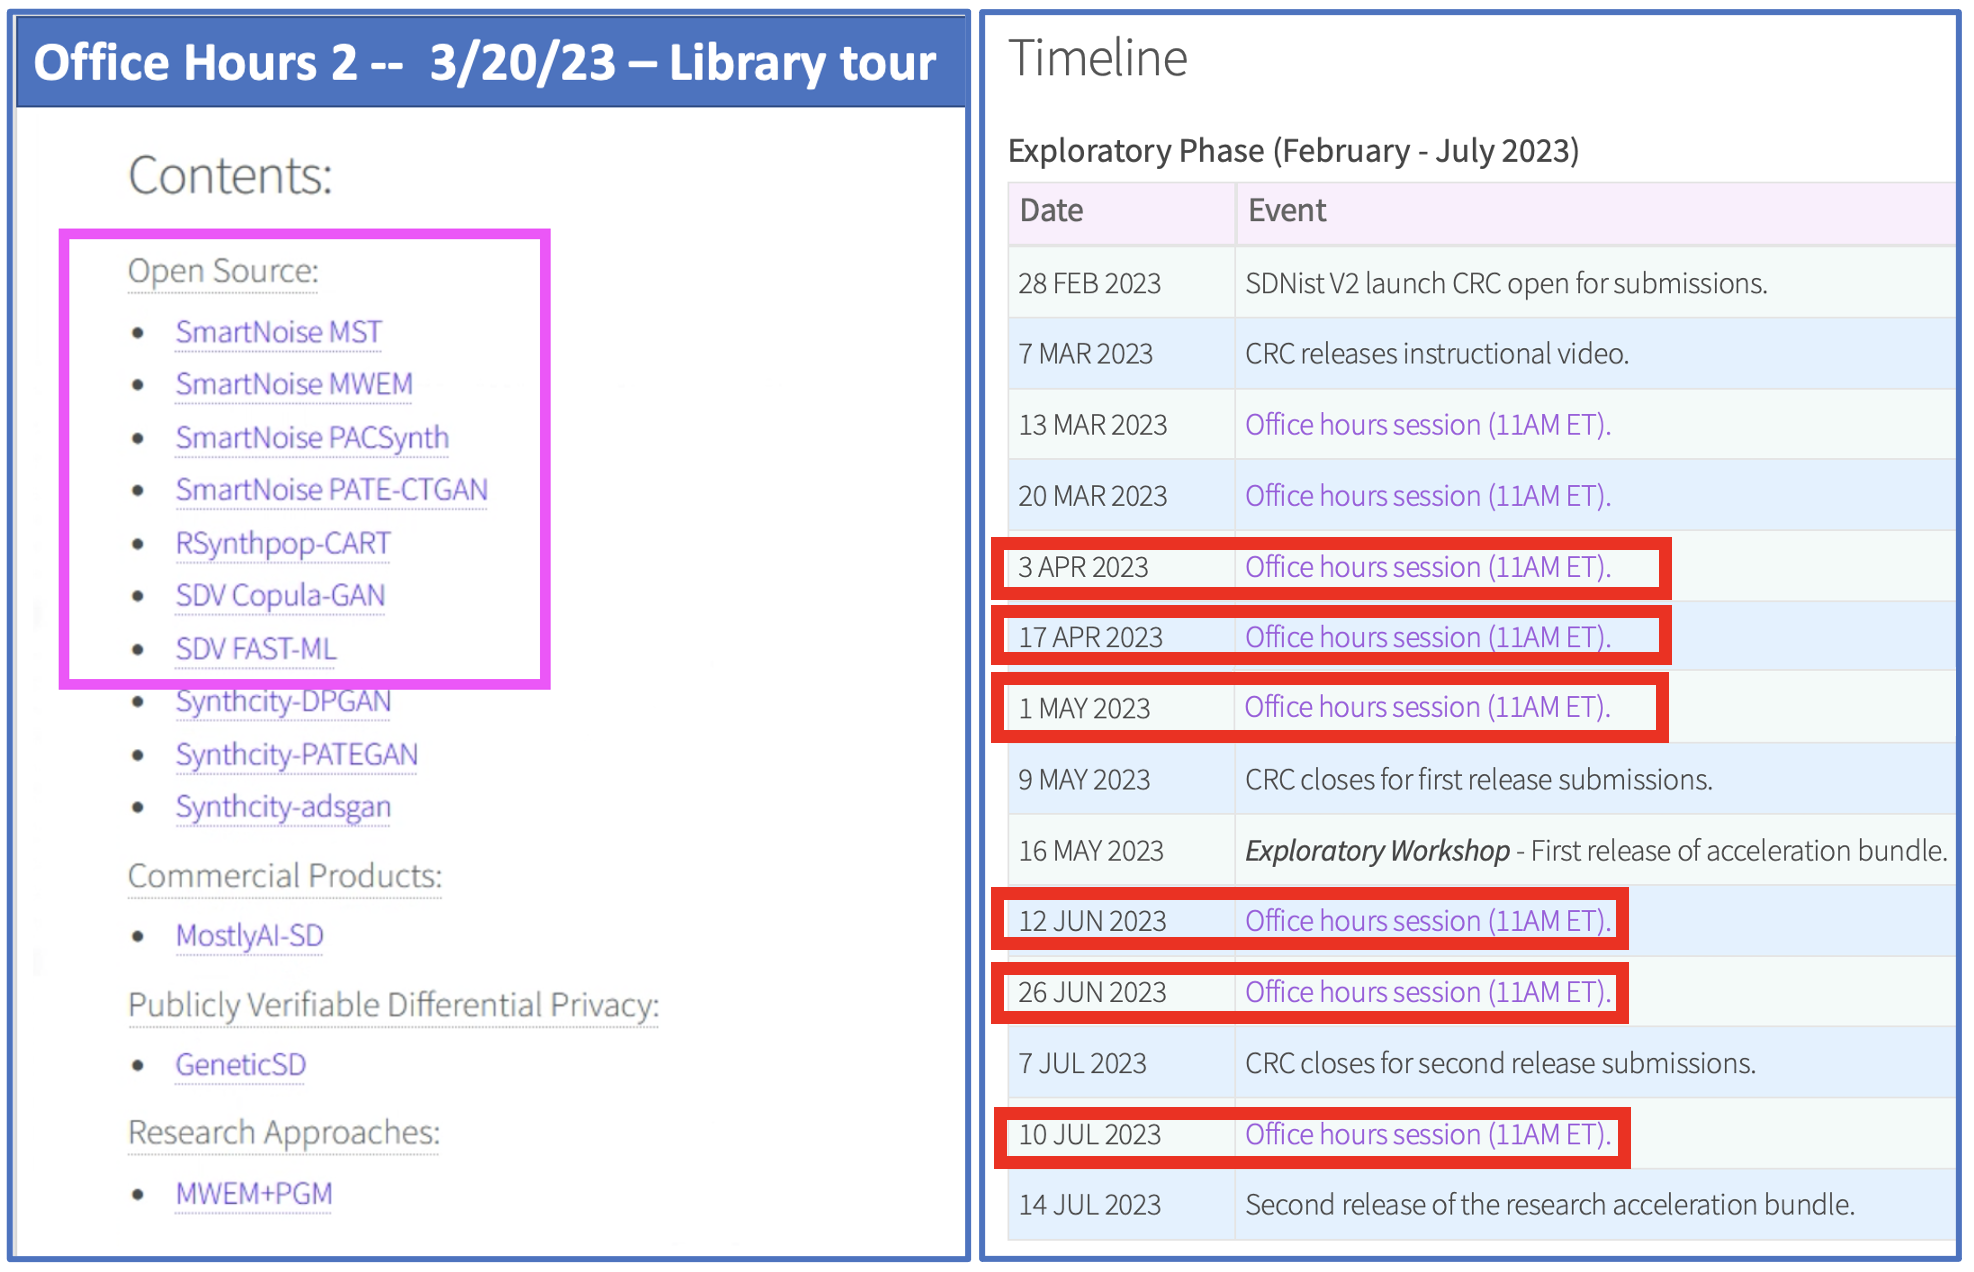 Office Hours 2 -- 3/20/23 – Library tour
Contents:
Open Source:
• SmartNoise MST
• SmartNoise MWEM
• SmartNoise PACSynth
• SmartNoise PATE-CTGAN
• RSynthpop-CART
• SDV Copula-GAN
• SDV FAST-ML
• Synthcity-DPGAN
• Synthcity-PATEGAN
• Synthcity-adsgan
Commercial Products:
• MostlyAI-SD
Publicly Verifiable Differential Privacy:
• GeneticSD
Research Approaches:
• MWEM+PGM
Timeline
Exploratory Phase (February - July 2023)
Date Event
28 FEB 2023 SDNist V2 launch CRC open for submissions.
7 MAR 2023 CRC releases instructional video.
13 MAR 2023 Office hours session (11AM ET).
20 MAR 2023 Office hours session (11AM ET).
3 APR 2023 Office hours session (11AM ET).
17 APR 2023 Office hours session (11AM ET).
1 MAY 2023 Office hours session (11AM ET).
9 MAY 2023 CRC closes for first release submissions.
16 MAY 2023 Exploratory Workshop - First release of acceleration bundle.
12 JUN 2023 Office hours session (11AM ET).
26 JUN 2023 Office hours session (11AM ET).
7 JUL 2023 CRC closes for second release submissions.
10 JUL 2023 Office hours session (11AM ET).
14 JUL 2023 Second release of the research acceleration bundle.